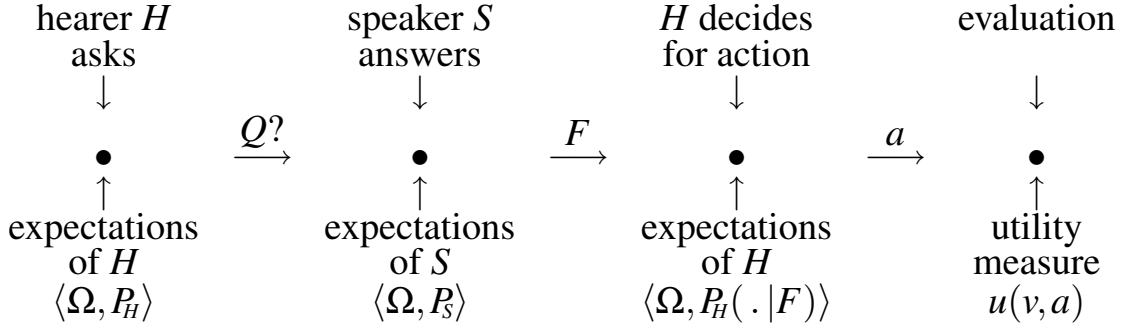 hearer H speaker S H decides evaluation
asks answers for action
↓ ↓ ↓ ↓
• Q? → • F → • a → •
↑ ↑ ↑ ↑
expectations expectations expectations utility
of H of S of H measure
⟨Ω, P_H⟩ ⟨Ω, P_S⟩ ⟨Ω, P_H( . |F)⟩ u(v,a)